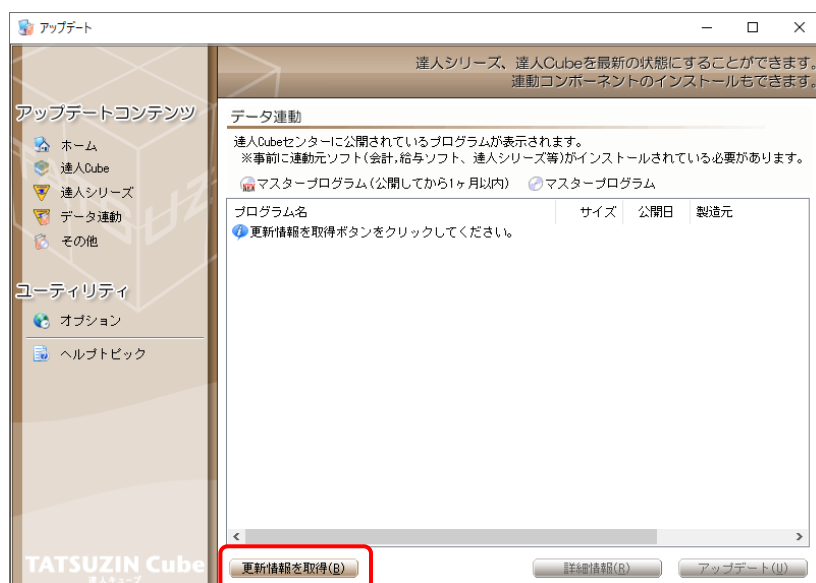 アップデート
達人シリーズ、達人Cubeを最新の状態にすることができます。
連動コンポーネントのインストールもできます。
アップデートコンテンツ
ホーム
達人Cube
達人シリーズ
データ連動
その他
ユーティリティ
オプション
ヘルプトピック
TATSUZIN Cube
達人キューブ
データ連動
達人Cubeセンターに公開されているプログラムが表示されます。
※事前に連動元ソフト(会計,給与ソフト、達人シリーズ等)がインストールされている必要があります。
マスタープログラム(公開してから1ヶ月以内) マスタープログラム
プログラム名 サイズ 公開日 製造元
更新情報を取得ボタンをクリックしてください。
更新情報を取得(B) 詳細情報(R) アップデート(U)